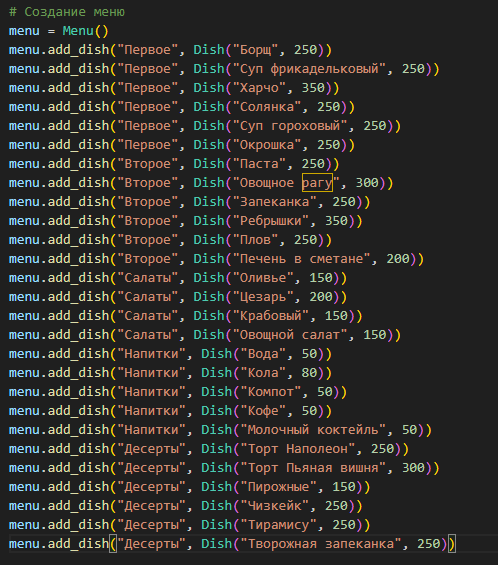 # Создание меню
menu = Menu()
menu.add_dish("Первое", Dish("Борщ", 250))
menu.add_dish("Первое", Dish("Суп фрикадельковый", 250))
menu.add_dish("Первое", Dish("Харчо", 350))
menu.add_dish("Первое", Dish("Солянка", 250))
menu.add_dish("Первое", Dish("Суп гороховый", 250))
menu.add_dish("Первое", Dish("Окрошка", 250))
menu.add_dish("Второе", Dish("Паста", 250))
menu.add_dish("Второе", Dish("Овощное рагу", 300))
menu.add_dish("Второе", Dish("Запеканка", 250))
menu.add_dish("Второе", Dish("Ребрышки", 350))
menu.add_dish("Второе", Dish("Плов", 250))
menu.add_dish("Второе", Dish("Печень в сметане", 200))
menu.add_dish("Салаты", Dish("Оливье", 150))
menu.add_dish("Салаты", Dish("Цезарь", 200))
menu.add_dish("Салаты", Dish("Крабовый", 150))
menu.add_dish("Салаты", Dish("Овощной салат", 150))
menu.add_dish("Напитки", Dish("Вода", 50))
menu.add_dish("Напитки", Dish("Кола", 80))
menu.add_dish("Напитки", Dish("Компот", 50))
menu.add_dish("Напитки", Dish("Кофе", 50))
menu.add_dish("Напитки", Dish("Молочный коктейль", 50))
menu.add_dish("Десерты", Dish("Торт Наполеон", 250))
menu.add_dish("Десерты", Dish("Торт Пьяная вишня", 300))
menu.add_dish("Десерты", Dish("Пирожные", 150))
menu.add_dish("Десерты", Dish("Чизкейк", 250))
menu.add_dish("Десерты", Dish("Тирамису", 250))
menu.add_dish("Десерты", Dish("Творожная запеканка", 250))